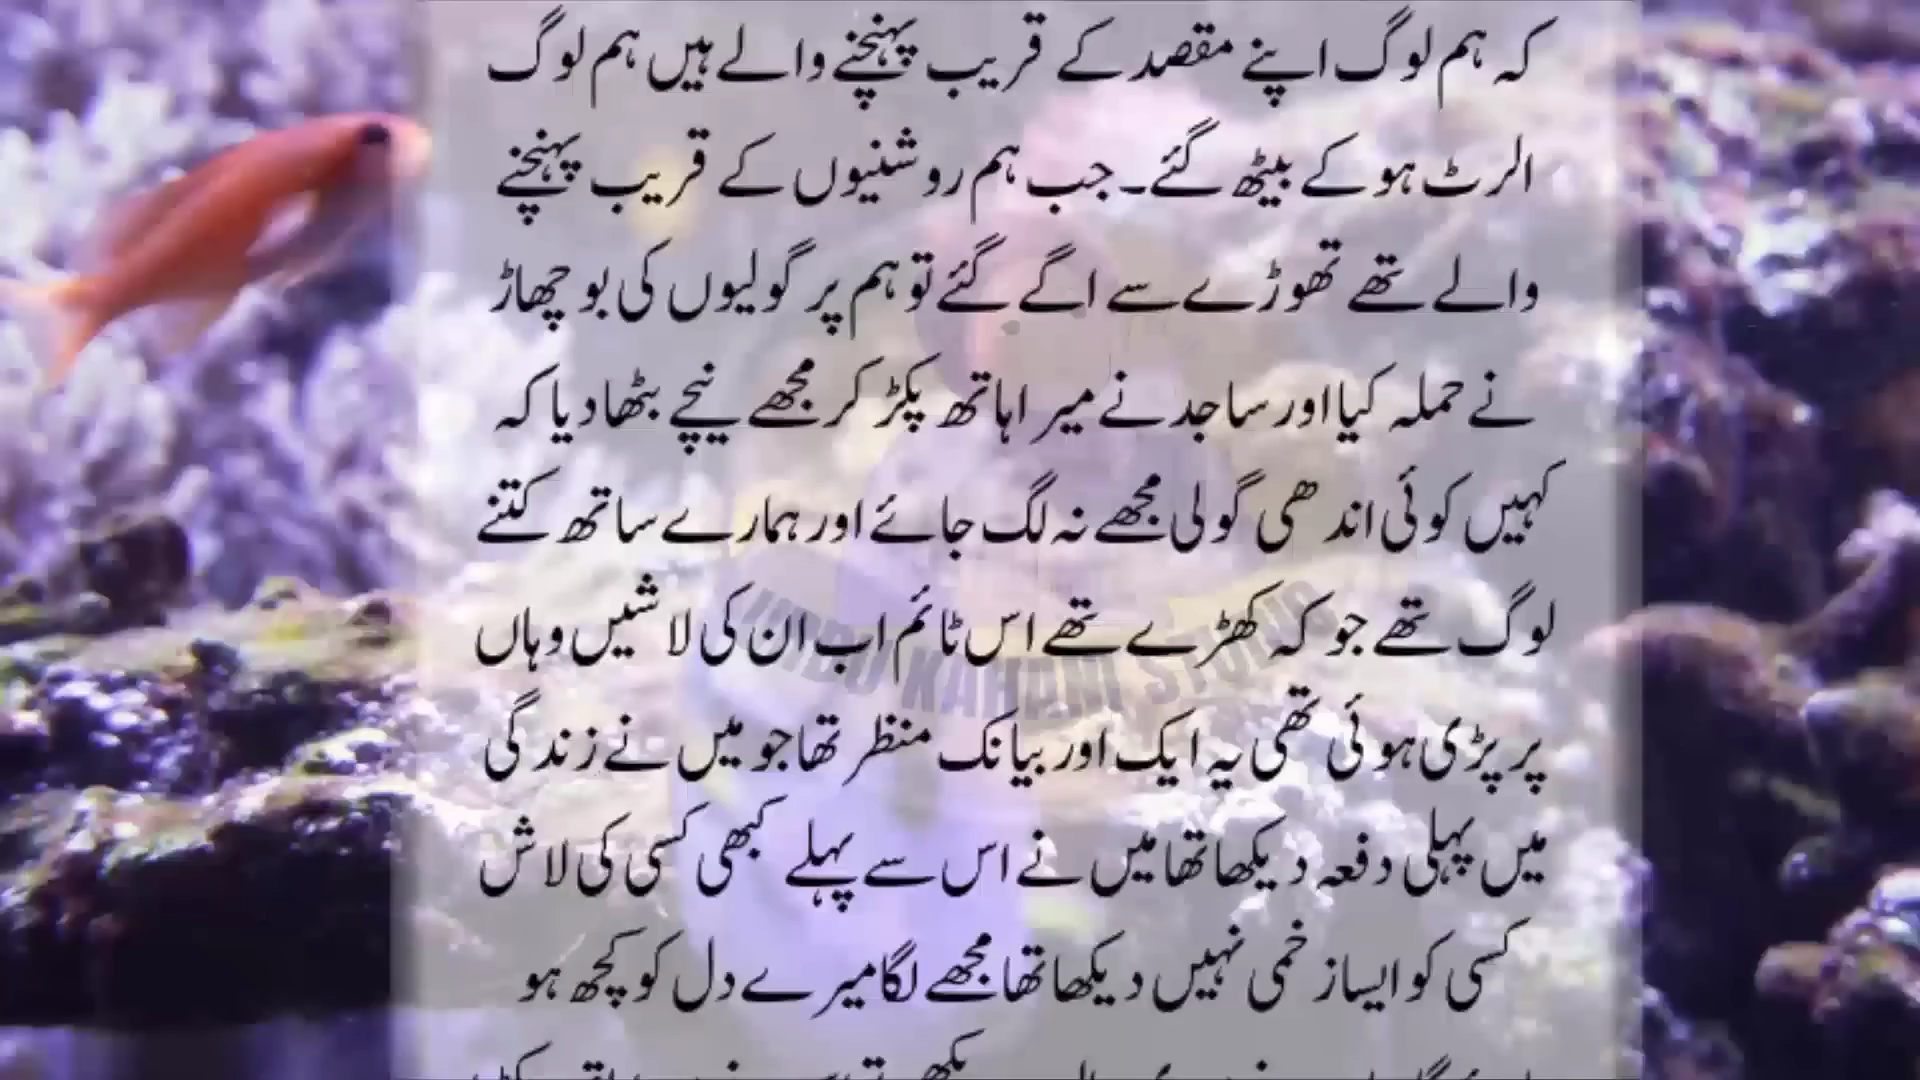 کہ ہم لوگ اپنے مقصد کے قریب پہنچنے والے ہیں ہم لوگ
الرٹ ہو کے بیٹھ گئے۔ جب ہم روشنیوں کے قریب پہنچنے
والے تھے تھوڑے سے اگے گئے تو ہم پر گولیوں کی بوچھاڑ
نے حملہ کیا اور ساجد نے میرا ہاتھ پکڑ کر مجھے نیچے بٹھا دیا کہ
کہیں کوئی اندھی گولی مجھے نہ لگ جائے اور ہمارے ساتھ کتنے
لوگ تھے جو کہ کھڑے تھے اس ٹائم اب ان کی لاشیں وہاں
URDU KAHANI STUDIO
پر پڑی ہوئی تھی یہ ایک اور بیانک منظر تھا جو میں نے زندگی
میں پہلی دفعہ دیکھا تھا میں نے اس سے پہلے کبھی کسی کی لاش
کسی کو ایسا زخمی نہیں دیکھا تھا مجھے لگا میرے دل کو کچھ ہو